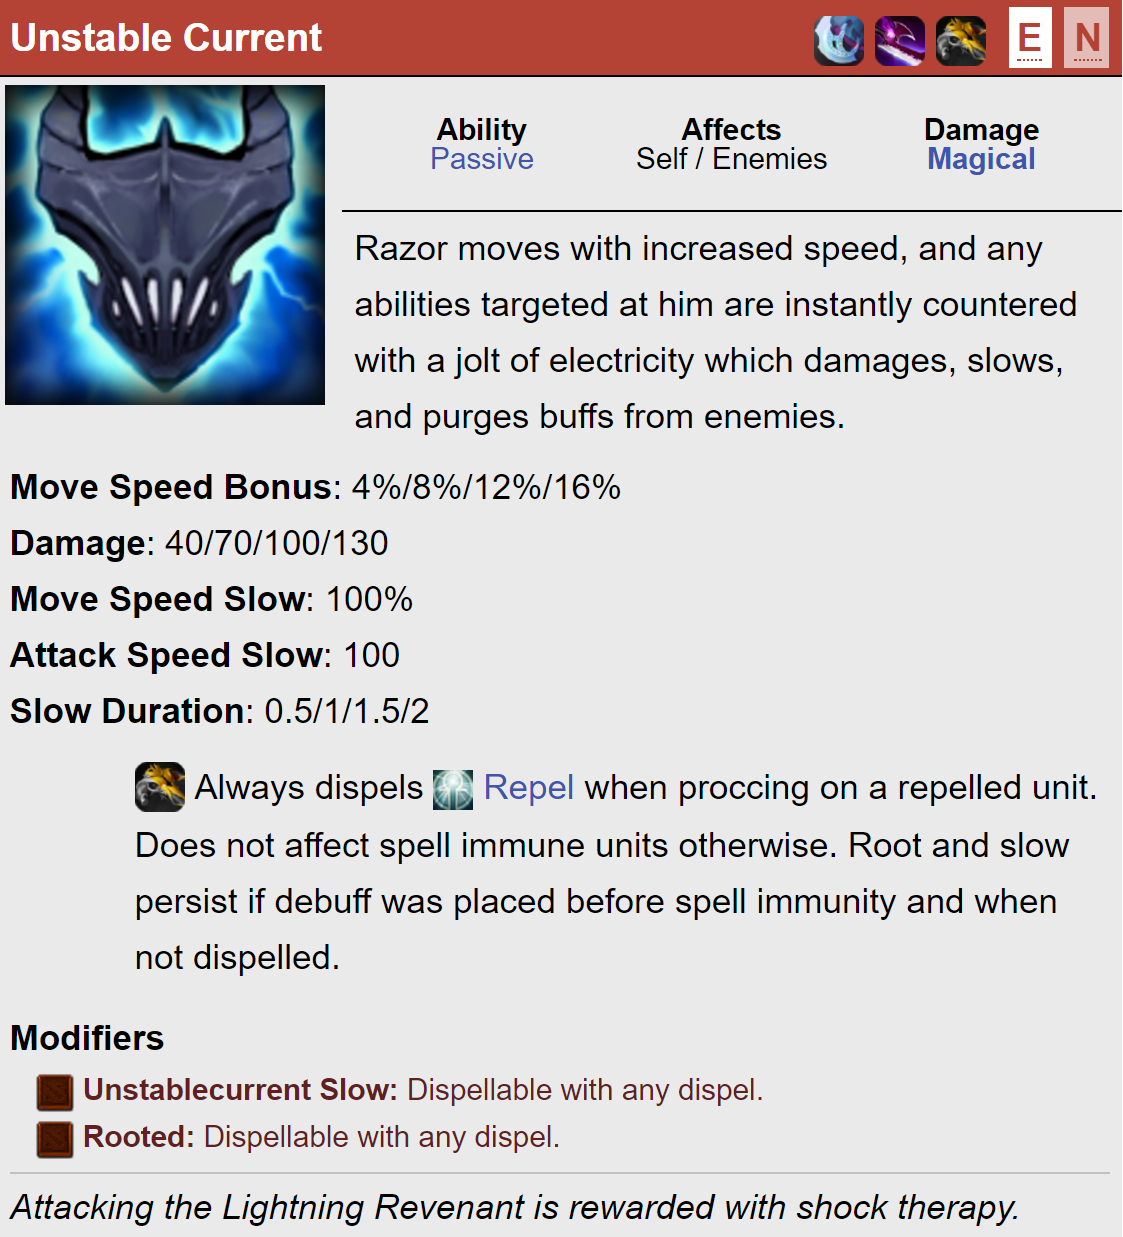 Unstable Current E N
Ability Affects Damage
Passive Self / Enemies Magical
Razor moves with increased speed, and any
abilities targeted at him are instantly countered
with a jolt of electricity which damages, slows,
and purges buffs from enemies.
Move Speed Bonus: 4%/8%/12%/16%
Damage: 40/70/100/130
Move Speed Slow: 100%
Attack Speed Slow: 100
Slow Duration: 0.5/1/1.5/2
Always dispels Repel when proccing on a repelled unit.
Does not affect spell immune units otherwise. Root and slow
persist if debuff was placed before spell immunity and when
not dispelled.
Modifiers
Unstablecurrent Slow: Dispellable with any dispel.
Rooted: Dispellable with any dispel.
Attacking the Lightning Revenant is rewarded with shock therapy.